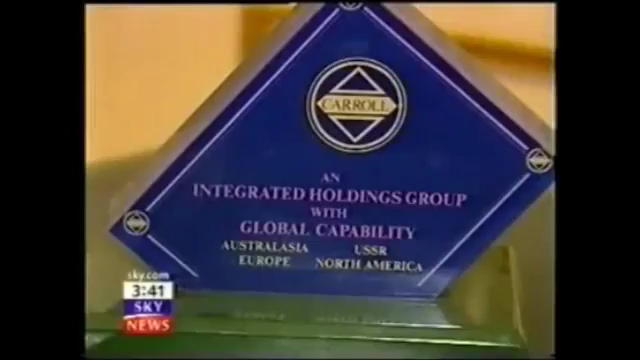 CARROLL
AN
INTEGRATED HOLDINGS GROUP
WITH
GLOBAL CAPABILITY
AUSTRALASIA USSR
EUROPE NORTH AMERICA
sky.com
3:41
SKY
NEWS